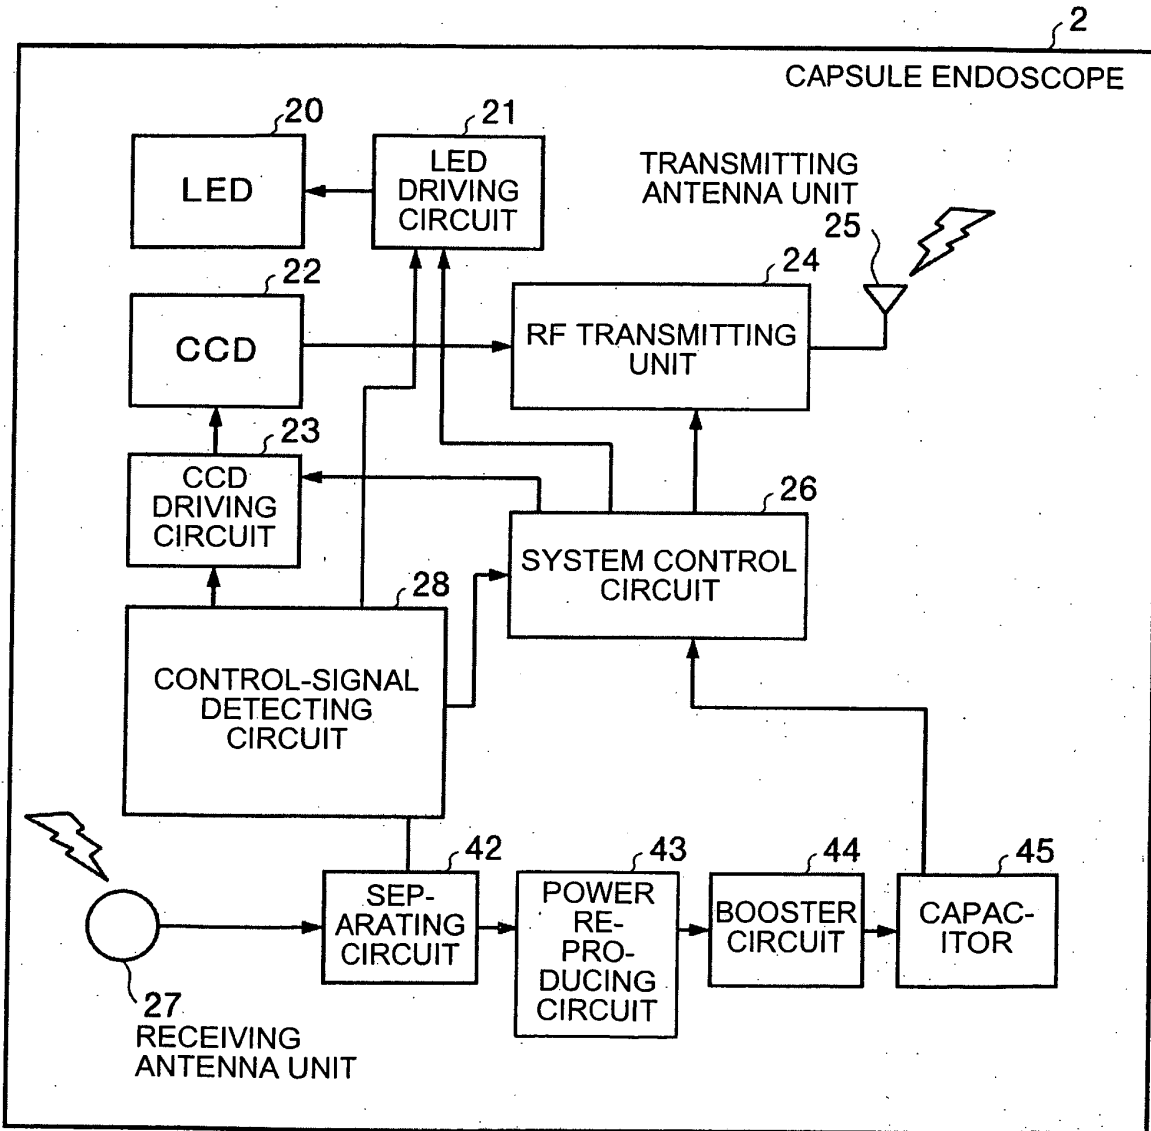 2
CAPSULE ENDOSCOPE
20
LED
21
LED
DRIVING
CIRCUIT
TRANSMITTING
ANTENNA UNIT
25
22
CCD
24
RF TRANSMITTING
UNIT
23
CCD
DRIVING
CIRCUIT
26
SYSTEM CONTROL
CIRCUIT
28
CONTROL-SIGNAL
DETECTING
CIRCUIT
42
SEP-
ARATING
CIRCUIT
43
POWER
RE-
PRO-
DUCING
CIRCUIT
44
BOOSTER
CIRCUIT
45
CAPAC-
ITOR
27
RECEIVING
ANTENNA UNIT